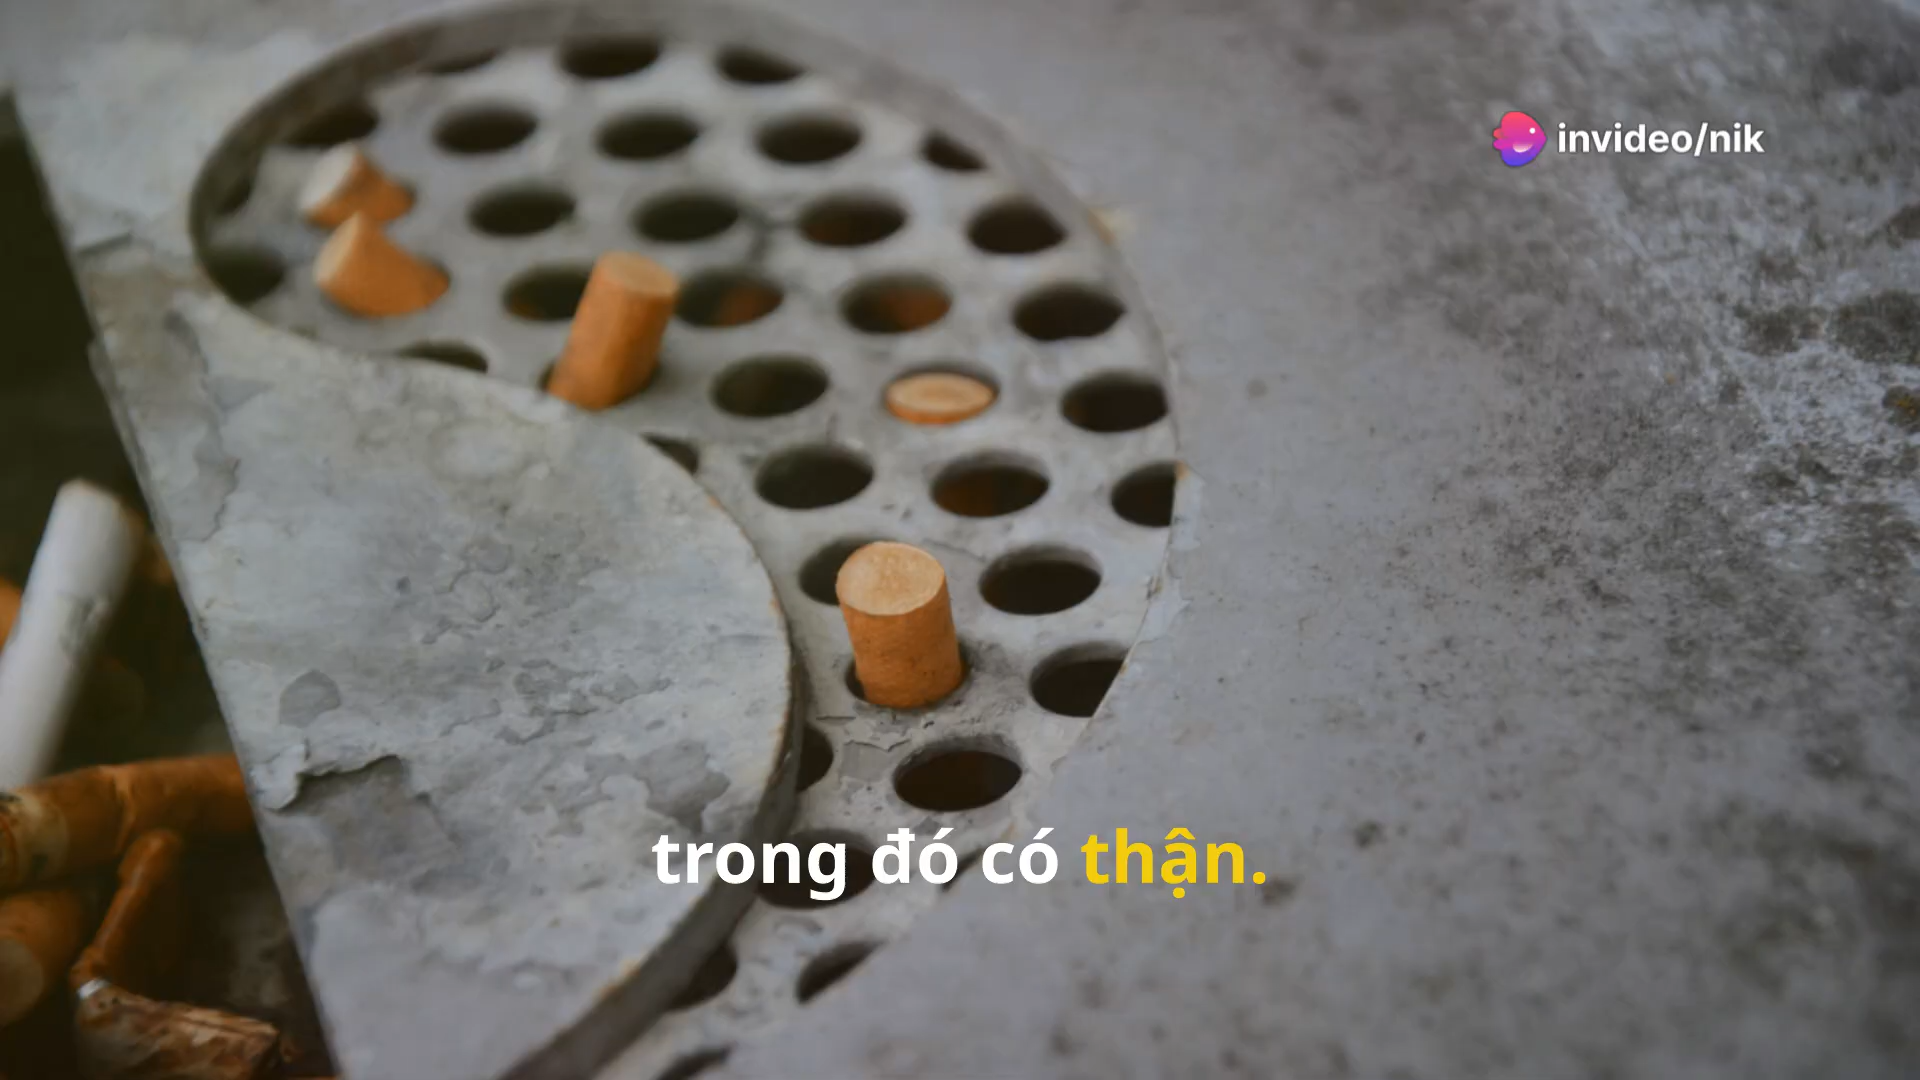 invideo/nik
trong đó có thận.